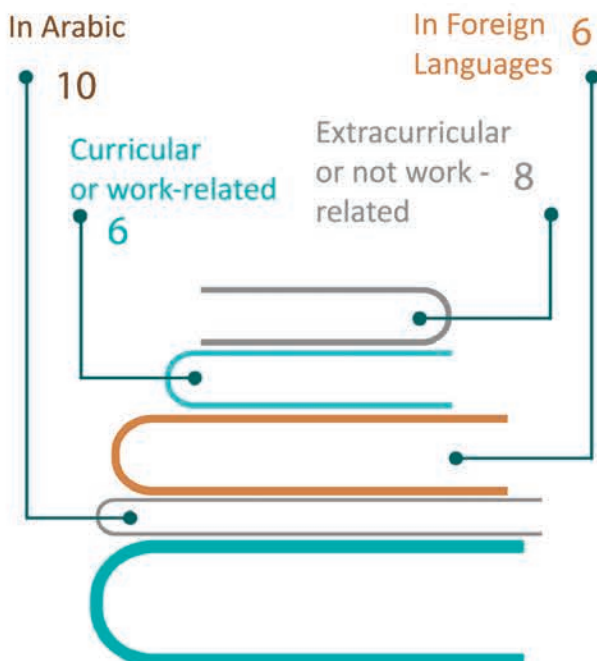 In Arabic
10
In Foreign 6
Languages
Curricular
or work-related
6
Extracurricular
or not work - 8
related